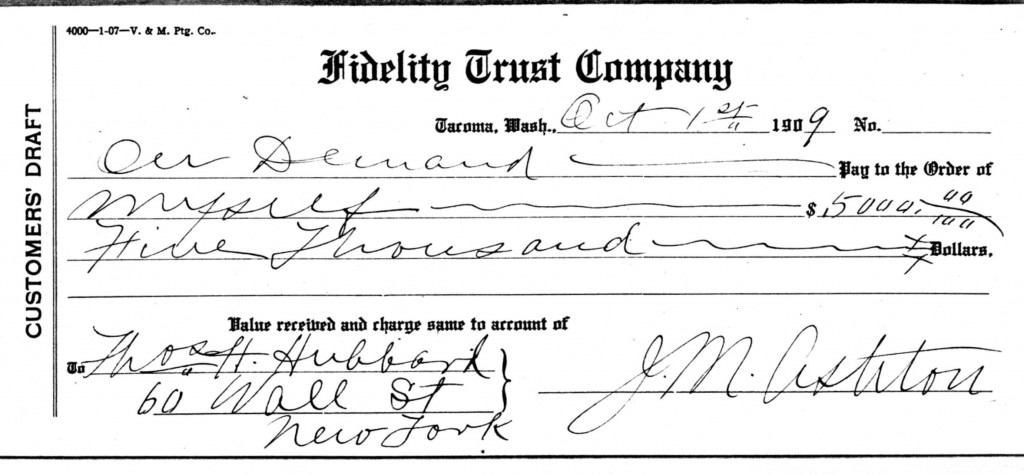 4000—1-07—V. & M. Ptg. Co.
Fidelity Trust Company
Tacoma, Wash., Oct 1st 1909 No.
CUSTOMERS' DRAFT
On Demand Pay to the Order of
Myself $ 5000. 00/100
Five Thousand Dollars.
Value received and charge same to account of
To Thos H. Hubbard
60 Wall St
New York
J. M. Ashton